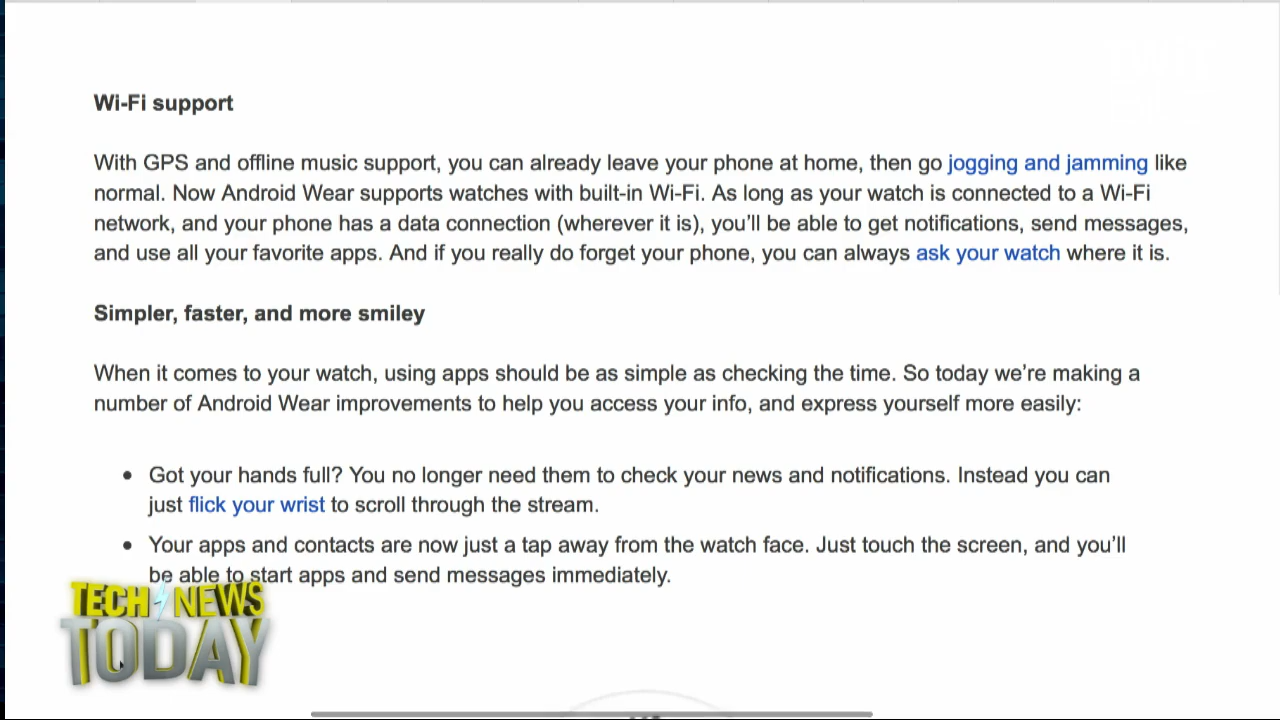 Wi-Fi support
With GPS and offline music support, you can already leave your phone at home, then go jogging and jamming like
normal. Now Android Wear supports watches with built-in Wi-Fi. As long as your watch is connected to a Wi-Fi
network, and your phone has a data connection (wherever it is), you’ll be able to get notifications, send messages,
and use all your favorite apps. And if you really do forget your phone, you can always ask your watch where it is.
Simpler, faster, and more smiley
When it comes to your watch, using apps should be as simple as checking the time. So today we’re making a
number of Android Wear improvements to help you access your info, and express yourself more easily:
• Got your hands full? You no longer need them to check your news and notifications. Instead you can
just flick your wrist to scroll through the stream.
• Your apps and contacts are now just a tap away from the watch face. Just touch the screen, and you’ll
be able to start apps and send messages immediately.
TECH NEWS
TODAY